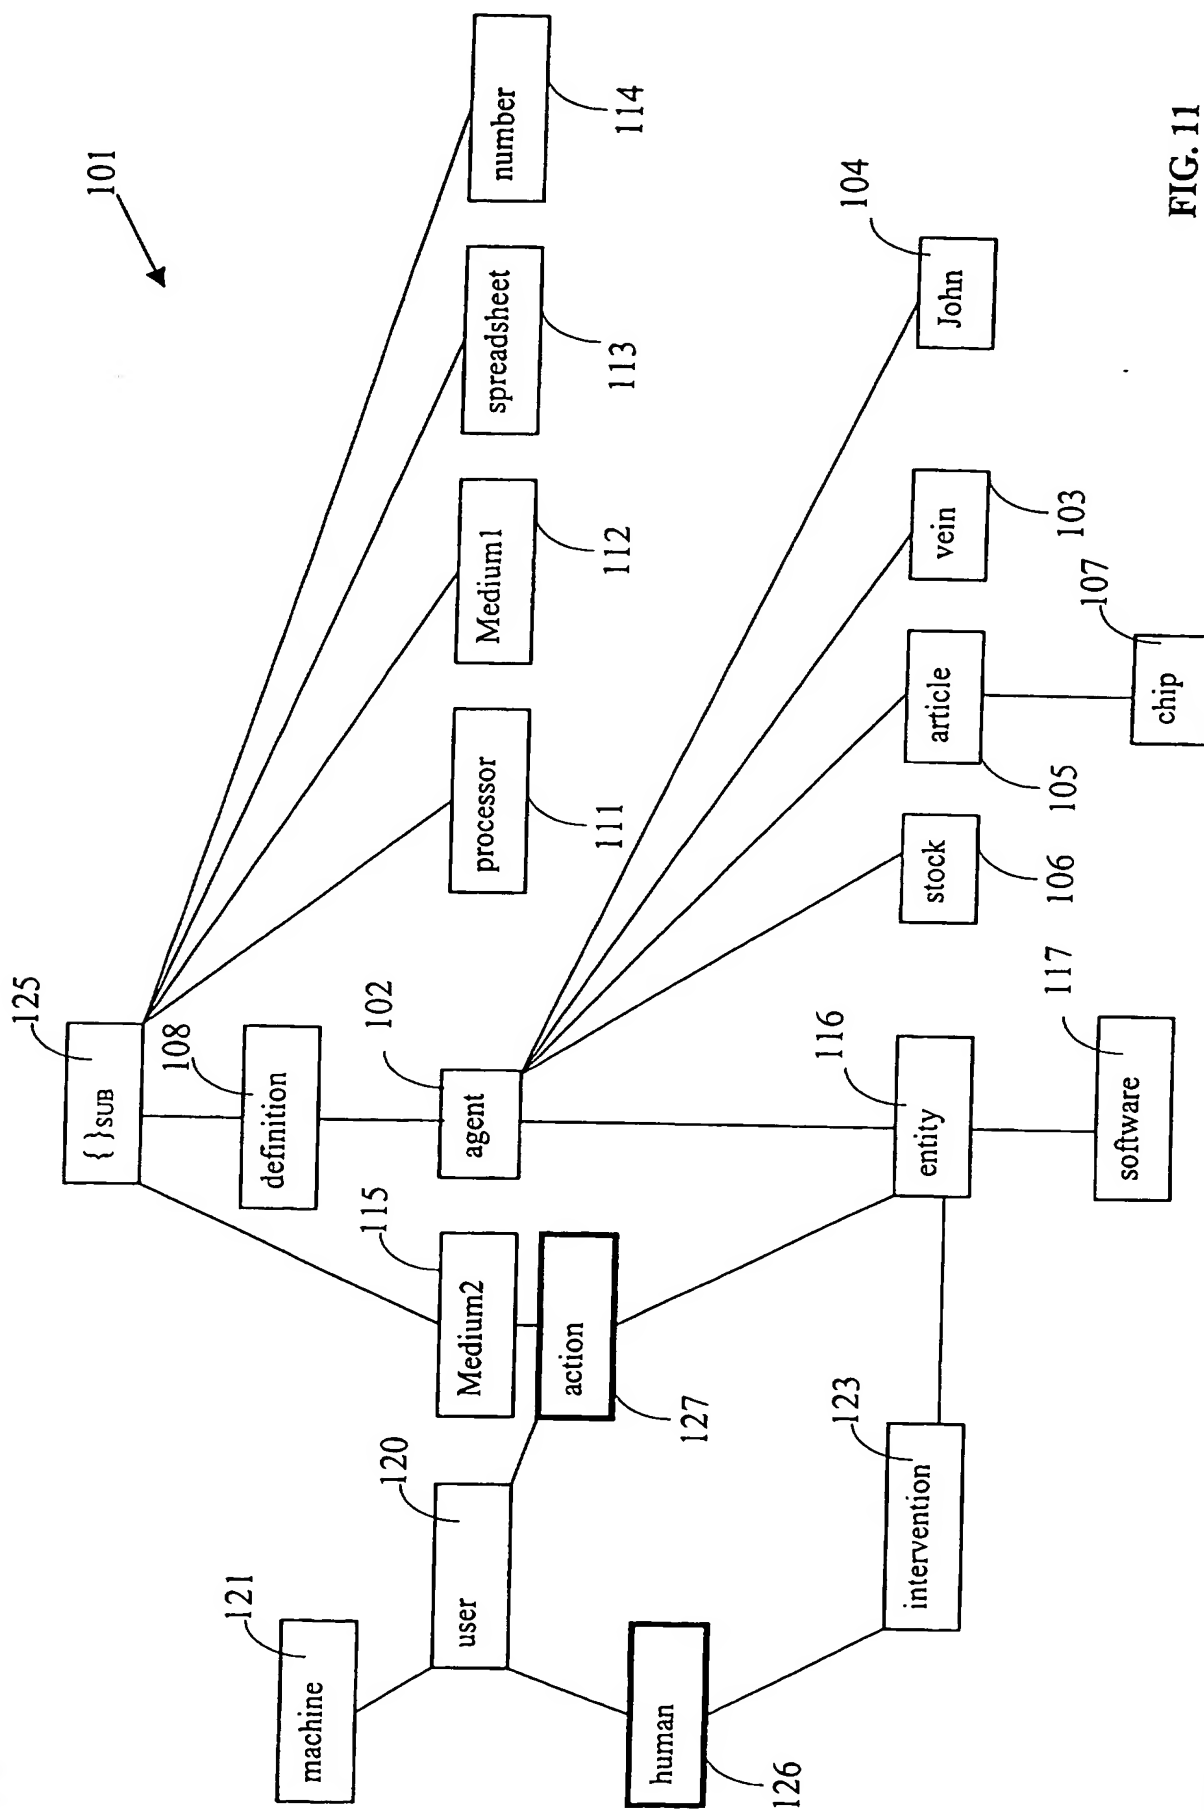 125
{ }SUB
101
108
121
machine
definition
120
115
102
user
Medium2
agent
processor
Medium1
spreadsheet
number
action
111
112
113
114
human
127
126
123
104
116
intervention
entity
stock
article
vein
John
117
106
105
103
107
software
chip
FIG. 11